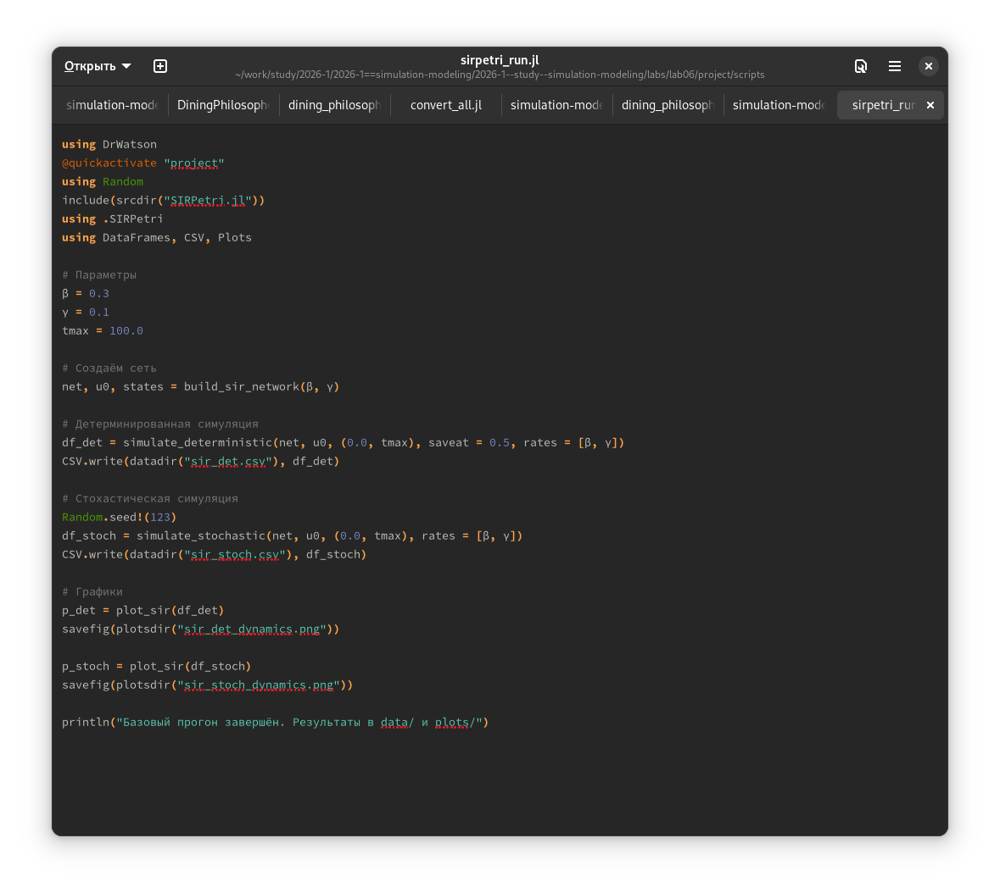 Открыть
sirpetri_run.jl
~/work/study/2026-1/2026-1==simulation-modeling/2026-1--study--simulation-modeling/labs/lab06/project/scripts
simulation-mode
DiningPhilosoph
dining_philosoph
convert_all.jl
simulation-mode
dining_philosoph
simulation-mode
sirpetri_run
using DrWatson
@quickactivate "project"
using Random
include(srcdir("SIRPetri.jl"))
using .SIRPetri
using DataFrames, CSV, Plots
# Параметры
β = 0.3
γ = 0.1
tmax = 100.0
# Создаём сеть
net, u0, states = build_sir_network(β, γ)
# Детерминированная симуляция
df_det = simulate_deterministic(net, u0, (0.0, tmax), saveat = 0.5, rates = [β, γ])
CSV.write(datadir("sir_det.csv"), df_det)
# Стохастическая симуляция
Random.seed!(123)
df_stoch = simulate_stochastic(net, u0, (0.0, tmax), rates = [β, γ])
CSV.write(datadir("sir_stoch.csv"), df_stoch)
# Графики
p_det = plot_sir(df_det)
savefig(plotsdir("sir_det_dynamics.png"))
p_stoch = plot_sir(df_stoch)
savefig(plotsdir("sir_stoch_dynamics.png"))
println("Базовый прогон завершён. Результаты в data/ и plots/")